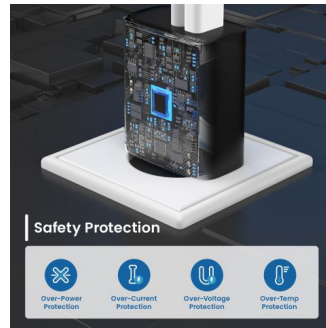 Safety Protection
Over-Power
Protection
Over-Current
Protection
Over-Voltage
Protection
Over-Temp
Protection